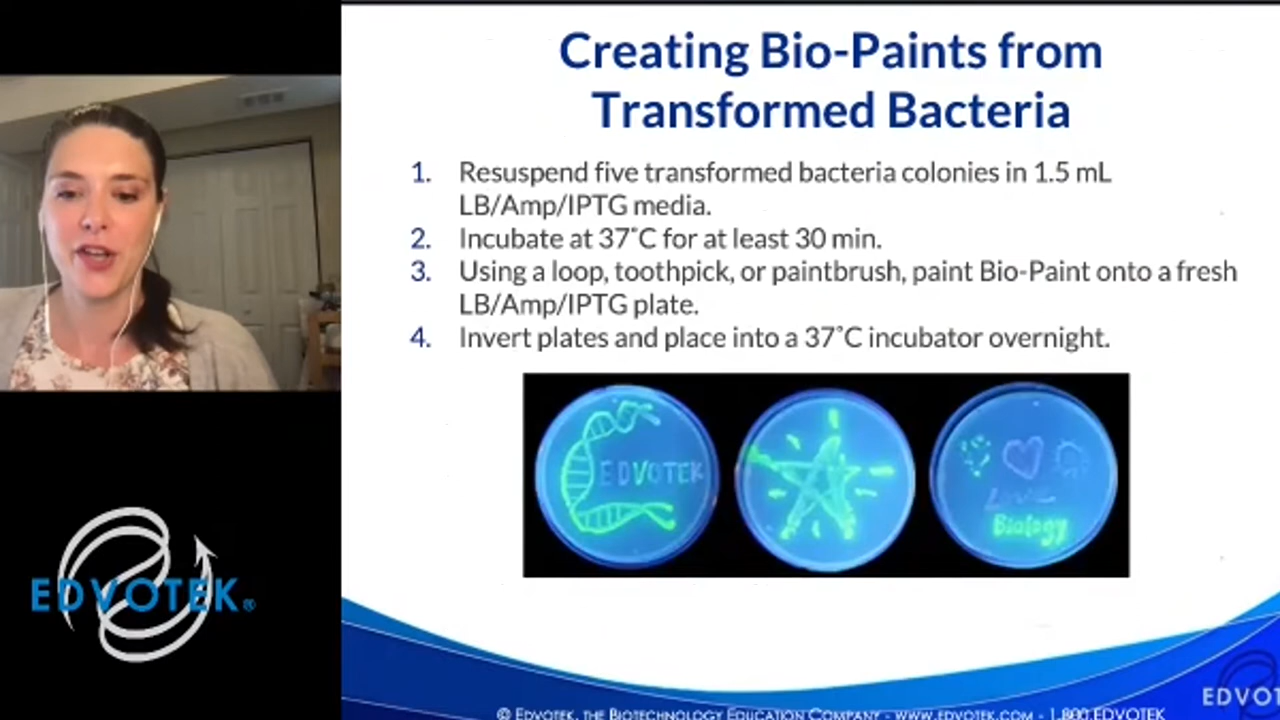 Creating Bio-Paints from
Transformed Bacteria
1. Resuspend five transformed bacteria colonies in 1.5 mL
LB/Amp/IPTG media.
2. Incubate at 37˚C for at least 30 min.
3. Using a loop, toothpick, or paintbrush, paint Bio-Paint onto a fresh
LB/Amp/IPTG plate.
4. Invert plates and place into a 37˚C incubator overnight.
EDVOTEK
Love
Biology
EDVOTEK®
EDVOT
© EDVOTEK, THE BIOTECHNOLOGY EDUCATION COMPANY - WWW.EDVOTEK.COM - 1.800.EDVOTEK